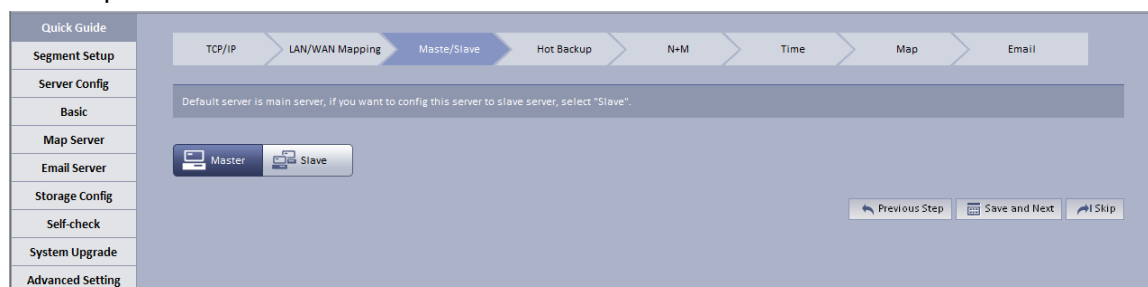 Quick Guide
Segment Setup
Server Config
Basic
Map Server
Email Server
Storage Config
Self-check
System Upgrade
Advanced Setting
TCP/IP
LAN/WAN Mapping
Maste/Slave
Hot Backup
N+M
Time
Map
Email
Default server is main server, if you want to config this server to slave server, select "Slave".
Master
Slave
Previous Step
Save and Next
Skip